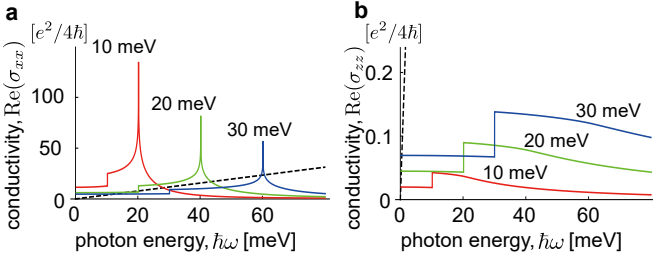 a
[e²/4ħ]
conductivity, Re(σxx)
10 meV
20 meV
30 meV
100
50
0
0 20 40 60
photon energy, ħω [meV]
b
[e²/4ħ]
conductivity, Re(σzz)
0.2
0.1
0
30 meV
20 meV
10 meV
0 20 40 60
photon energy, ħω [meV]